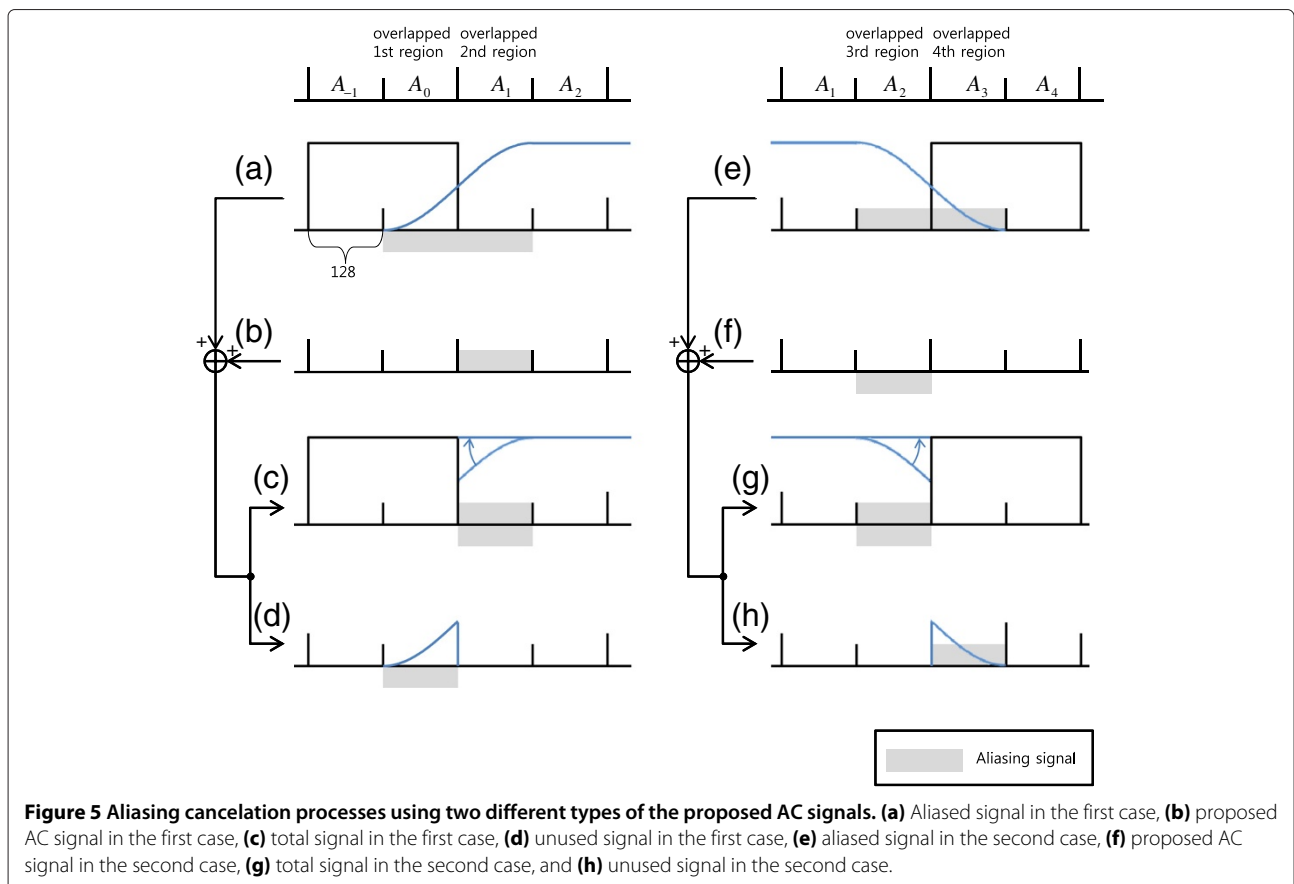 overlapped overlapped
1st region 2nd region
overlapped overlapped
3rd region 4th region
A₋₁ A₀ A₁ A₂
A₁ A₂ A₃ A₄
(a)
(e)
128
(b)
(f)
+ +
+ +
(c)
(g)
(d)
(h)
Aliasing signal
Figure 5 Aliasing cancelation processes using two different types of the proposed AC signals. (a) Aliased signal in the first case, (b) proposed
AC signal in the first case, (c) total signal in the first case, (d) unused signal in the first case, (e) aliased signal in the second case, (f) proposed AC
signal in the second case, (g) total signal in the second case, and (h) unused signal in the second case.